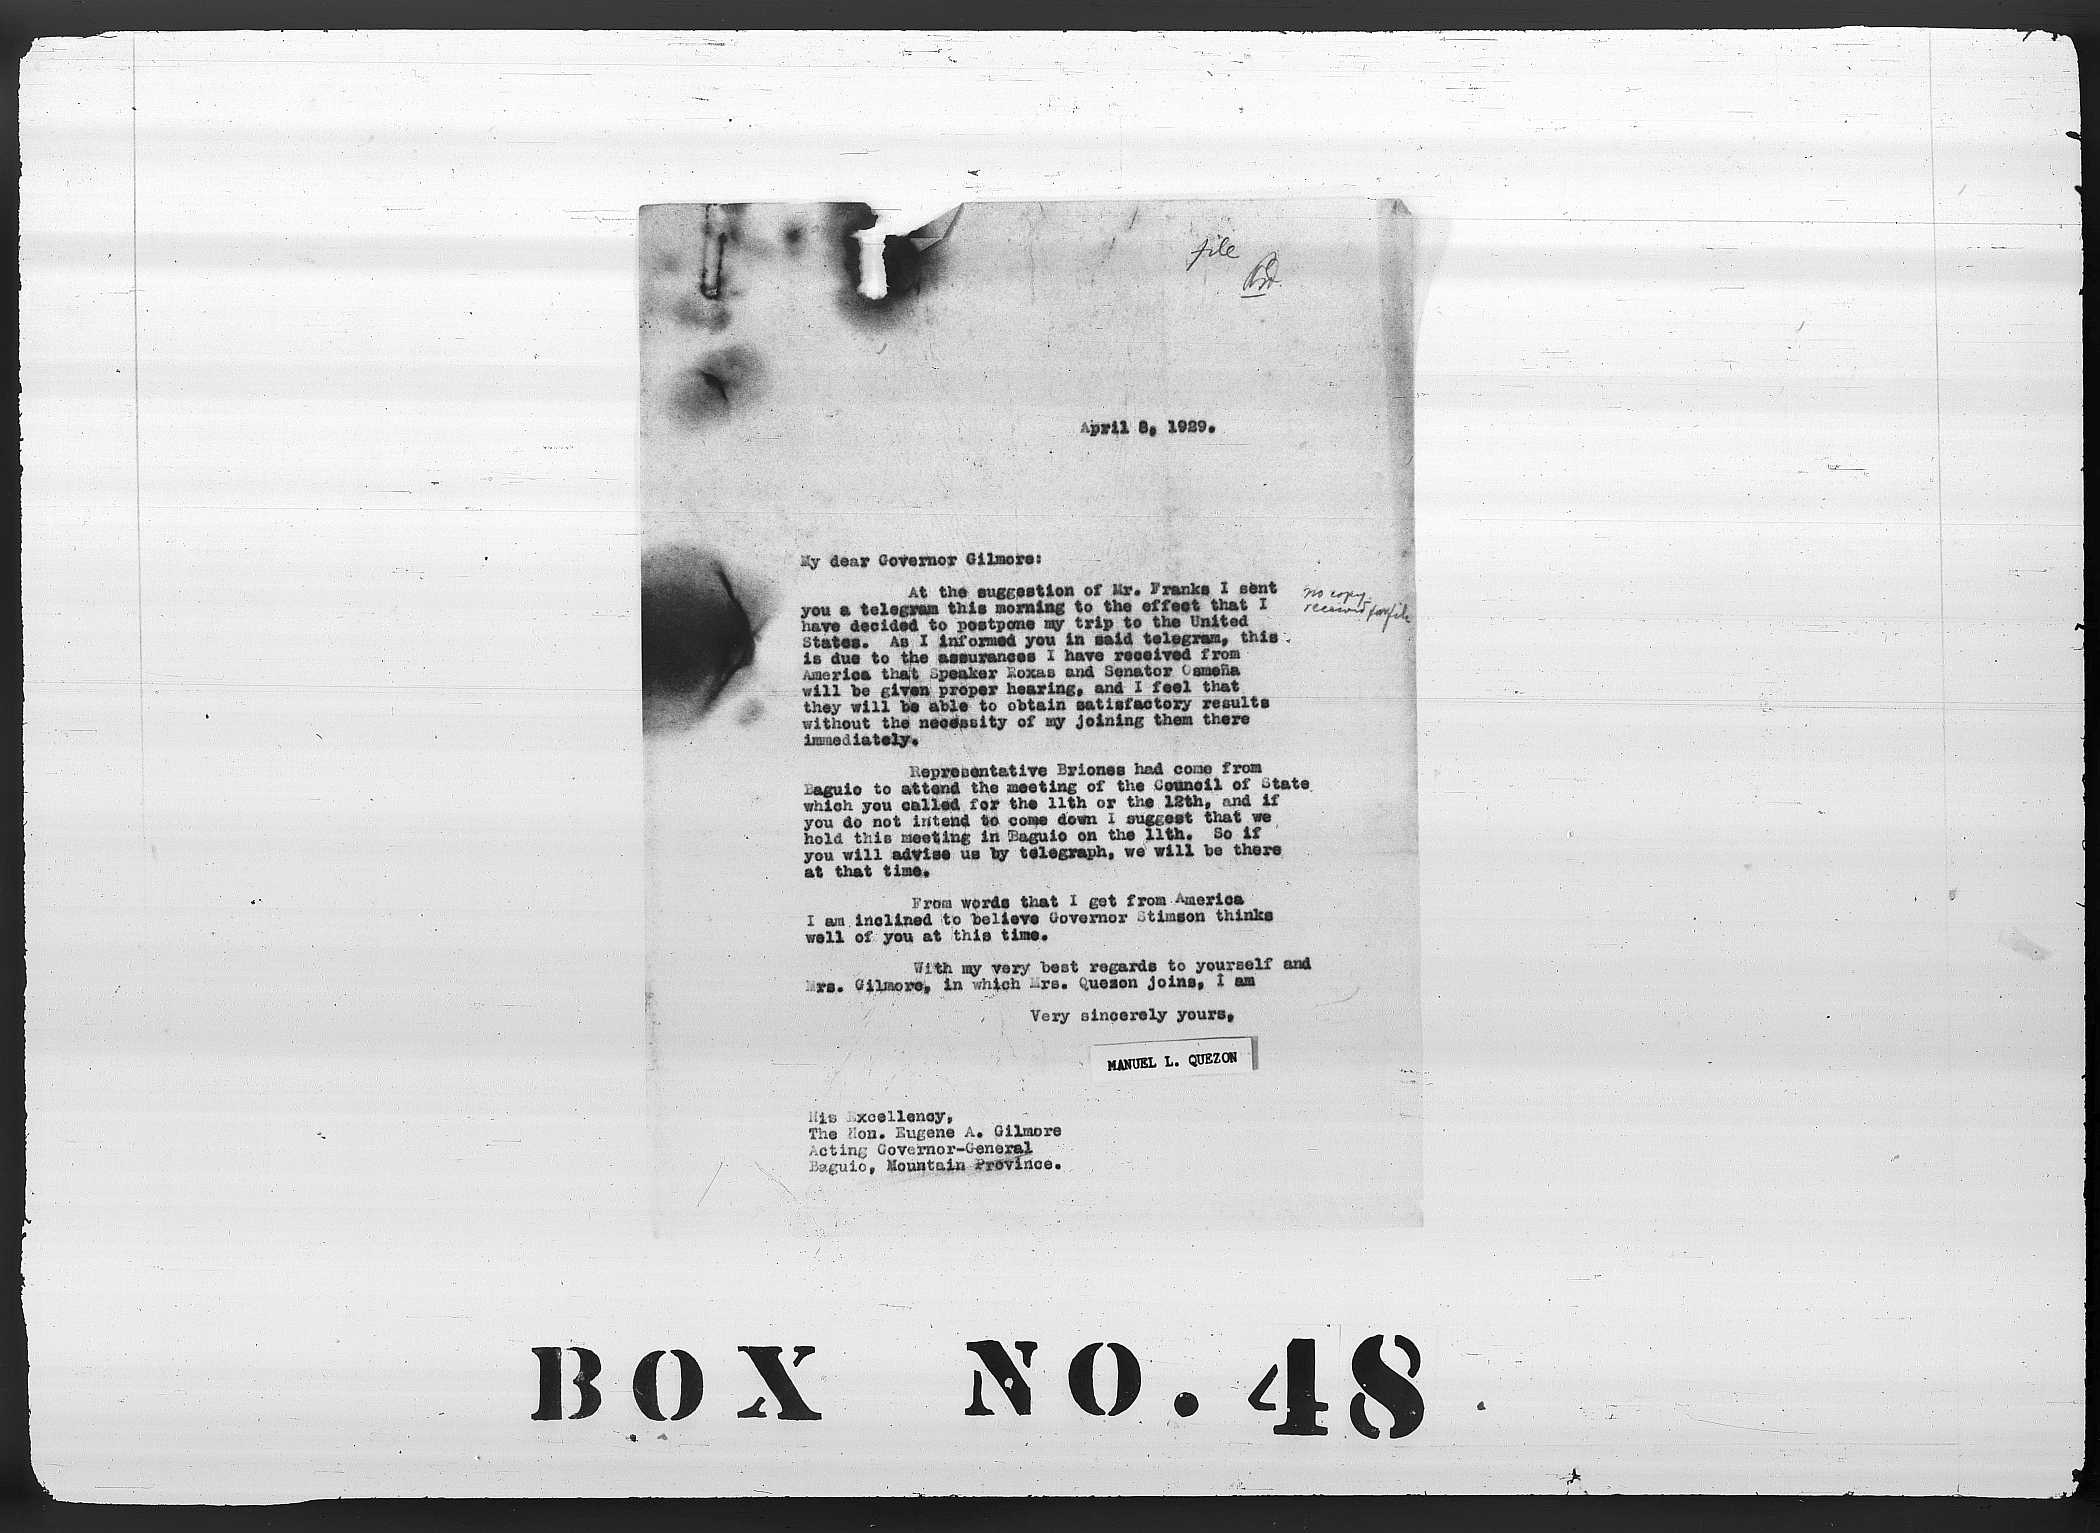 file
April 8, 1929.
My dear Governor Gilmore:
At the suggestion of Mr. Franks I sent
you a telegram this morning to the effect that I
have decided to postpone my trip to the United
States. As I informed you in said telegram, this
is due to the assurances I have received from
America that Speaker Roxas and Senator Osmeña
will be given proper hearing, and I feel that
they will be able to obtain satisfactory results
without the necessity of my joining them there
immediately.
no copy
received for file
Representative Briones had come from
Baguio to attend the meeting of the Council of State
which you called for the 11th or the 12th, and if
you do not intend to come down I suggest that we
hold this meeting in Baguio on the 11th. So if
you will advise us by telegraph, we will be there
at that time.
From words that I get from America
I am inclined to believe Governor Stimson thinks
well of you at this time.
With my very best regards to yourself and
Mrs. Gilmore, in which Mrs. Quezon joins, I am
Very sincerely yours,
MANUEL L. QUEZON
His Excellency,
The Hon. Eugene A. Gilmore
Acting Governor-General
Baguio, Mountain Province.
BOX NO. 48